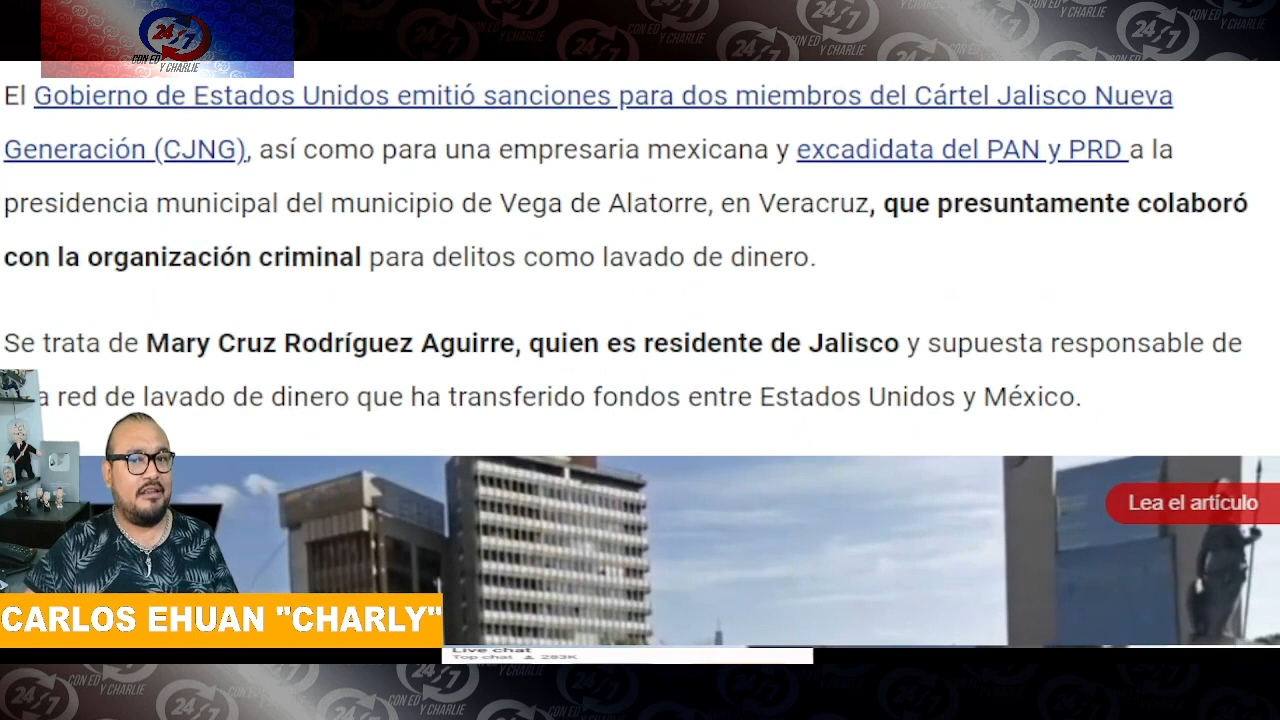 24/7
CON ED
Y CHARLIE
El Gobierno de Estados Unidos emitió sanciones para dos miembros del Cártel Jalisco Nueva
Generación (CJNG), así como para una empresaria mexicana y excadidata del PAN y PRD a la
presidencia municipal del municipio de Vega de Alatorre, en Veracruz, que presuntamente colaboró
con la organización criminal para delitos como lavado de dinero.
Se trata de Mary Cruz Rodríguez Aguirre, quien es residente de Jalisco y supuesta responsable de
a red de lavado de dinero que ha transferido fondos entre Estados Unidos y México.
Lea el artículo
CARLOS EHUAN "CHARLY"
Live chat
Top chat 283K